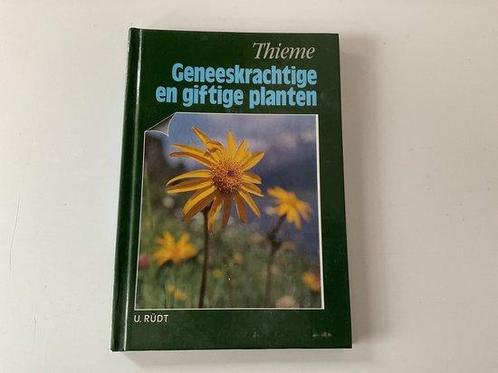 Thieme
Geneeskrachtige
en giftige planten
U. RÜDT